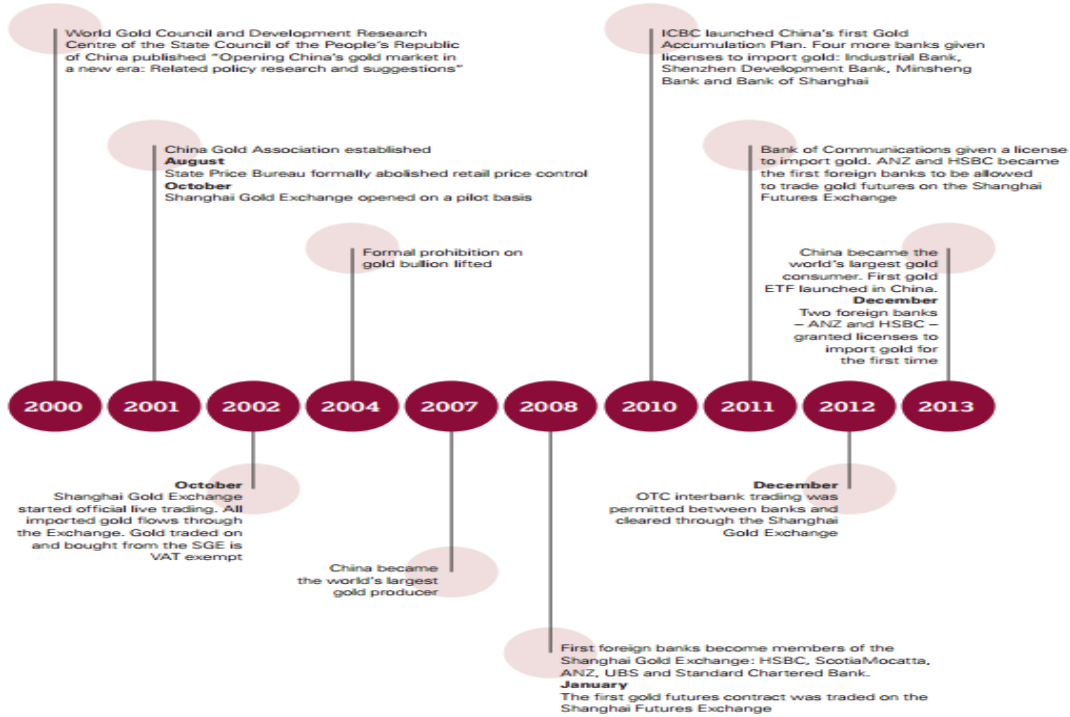 World Gold Council and Development Research
Centre of the State Council of the People's Republic
of China published "Opening China's gold market in
a new era: Related policy research and suggestions"
ICBC launched China's first Gold
Accumulation Plan. Four more banks given
licenses to import gold: Industrial Bank,
Shenzhen Development Bank, Minsheng
Bank and Bank of Shanghai
China Gold Association established
August
State Price Bureau formally abolished retail price control
October
Shanghai Gold Exchange opened on a pilot basis
Bank of Communications given a license
to import gold. ANZ and HSBC became
the first foreign banks to be allowed
to trade gold futures on the Shanghai
Futures Exchange
Formal prohibition on
gold bullion lifted
China became the
world's largest gold
consumer. First gold
ETF launched in China.
December
Two foreign banks
– ANZ and HSBC –
granted licenses to
import gold for
the first time
2000
2001
2002
2004
2007
2008
2010
2011
2012
2013
October
Shanghai Gold Exchange
started official live trading. All
imported gold flows through
the Exchange. Gold traded on
and bought from the SGE is
VAT exempt
December
OTC interbank trading was
permitted between banks and
cleared through the Shanghai
Gold Exchange
China became
the world's largest
gold producer
First foreign banks become members of the
Shanghai Gold Exchange: HSBC, ScotiaMocatta,
ANZ, UBS and Standard Chartered Bank.
January
The first gold futures contract was traded on the
Shanghai Futures Exchange